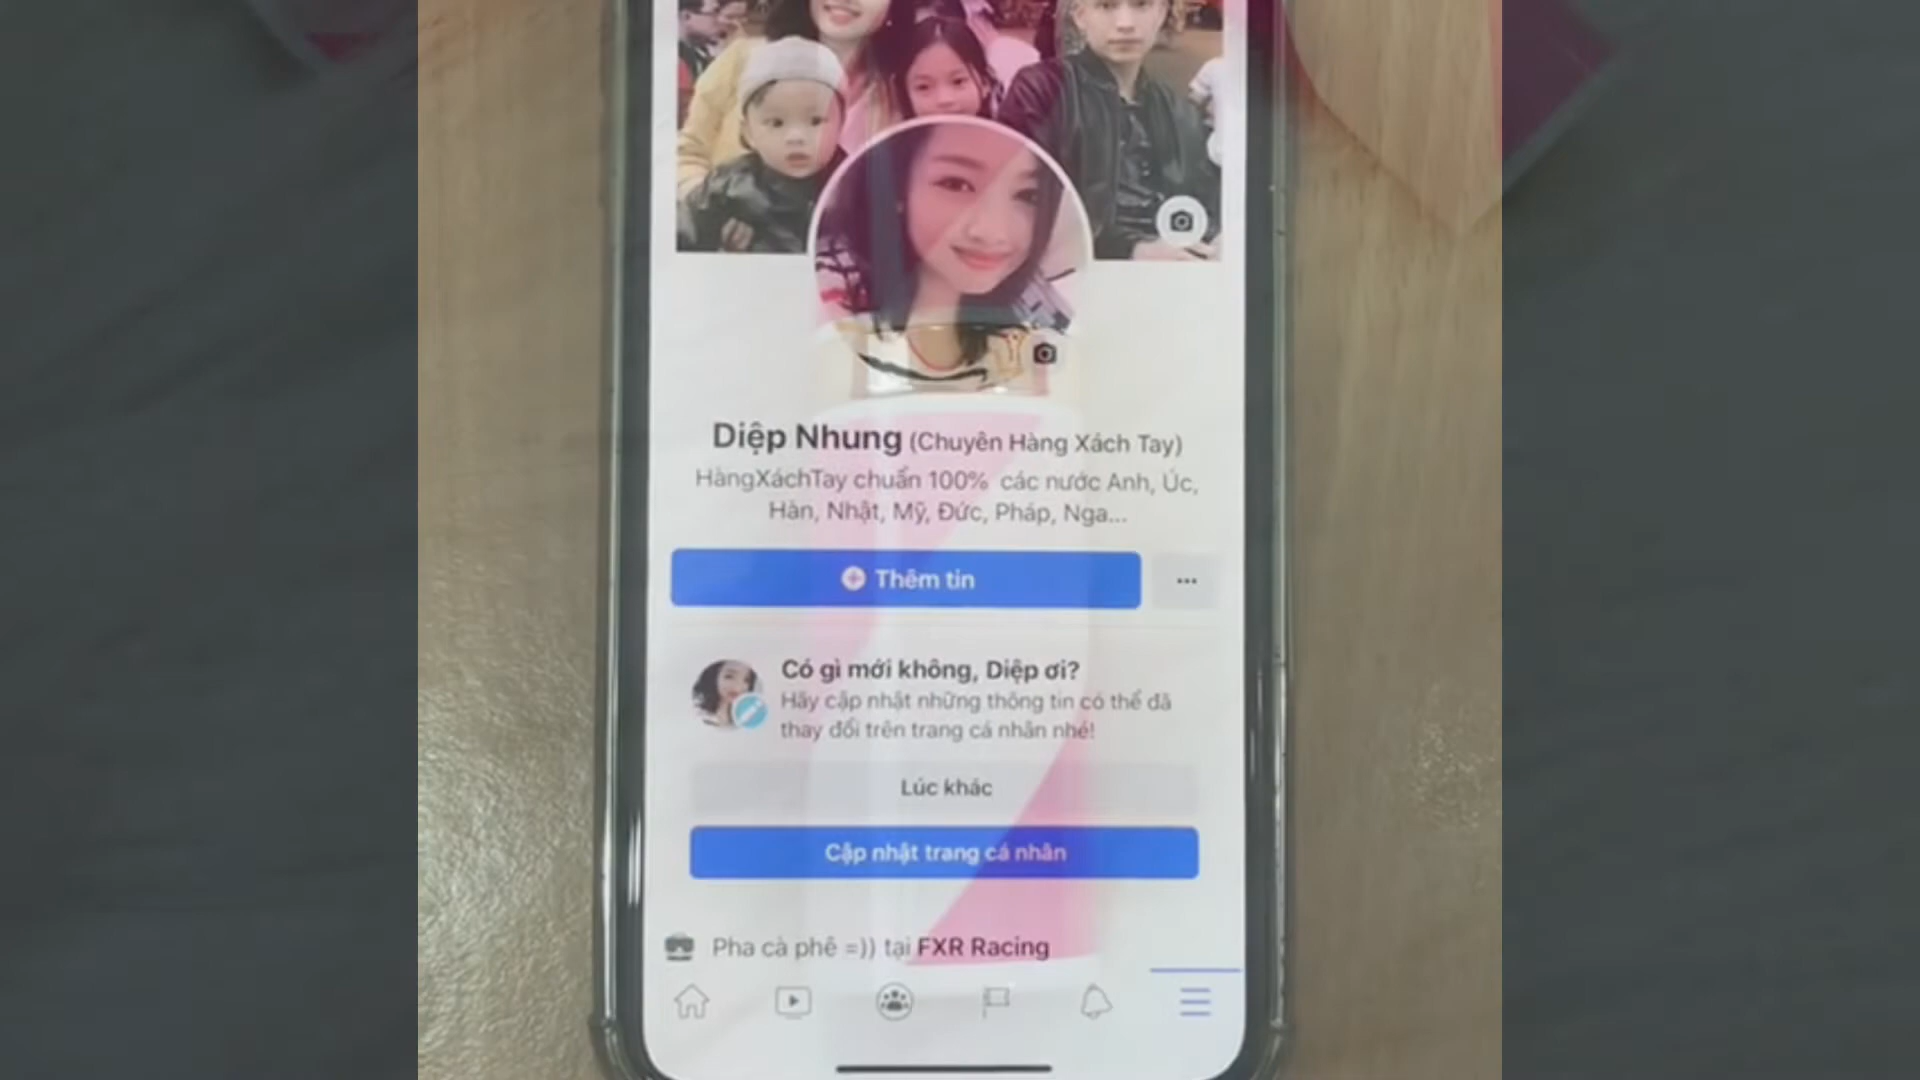 Diệp Nhung (Chuyên Hàng Xách Tay)
HàngXáchTay chuẩn 100% các nước Anh, Úc,
Hàn, Nhật, Mỹ, Đức, Pháp, Nga...
Thêm tin
Có gì mới không, Diệp ơi?
Hãy cập nhật những thông tin có thể đã
thay đổi trên trang cá nhân nhé!
Lúc khác
Cập nhật trang cá nhân
Pha cà phê =)) tại FXR Racing